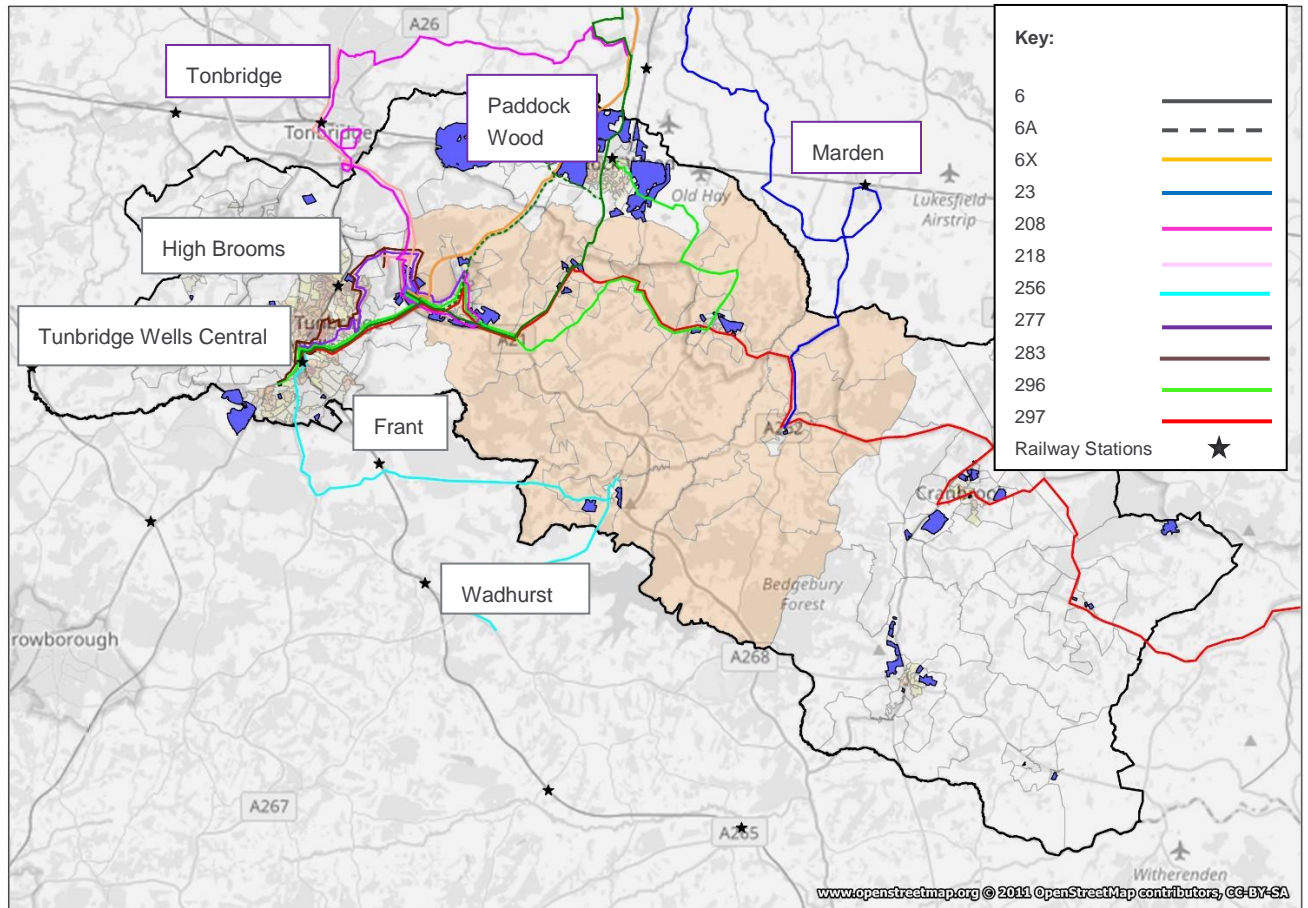 A26
Tonbridge
Paddock
Wood
Marden
Old Hay
Lukesfield
Airstrip
High Brooms
Tunbridge Wells Central
A21
Frant
A262
Wadhurst
Bedgebury
Forest
rowborough
A268
A267
A265
Witherenden
Key:
6
6A
6X
23
208
218
256
277
283
296
297
Railway Stations
www.openstreetmap.org © 2011 OpenStreetMap contributors, CC-BY-SA